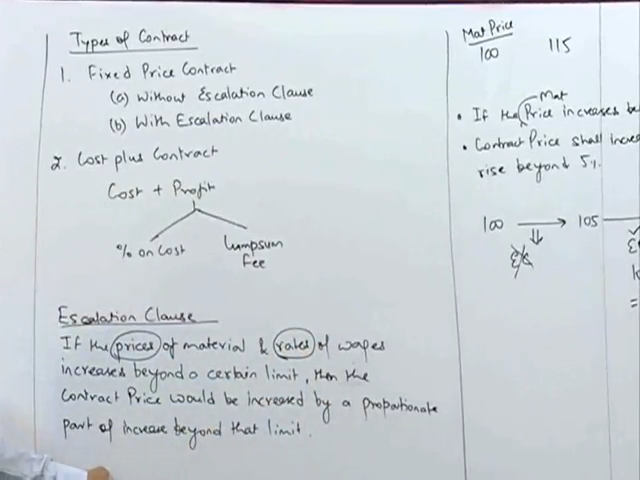 Types of Contract
1. Fixed Price Contract
(a) Without Escalation Clause
(b) With Escalation Clause
2. Cost plus Contract
Cost + Profit
% on Cost
Lumpsum
Fee
Escalation Clause
If the prices of material & rates of wages
increases beyond a certain limit, then the
Contract Price would be increased by a proportionate
part of increase beyond that limit.
Mat Price
100 115
Mat
• If the Price increases
• Contract Price shall
rise beyond 5%.
100 → 105